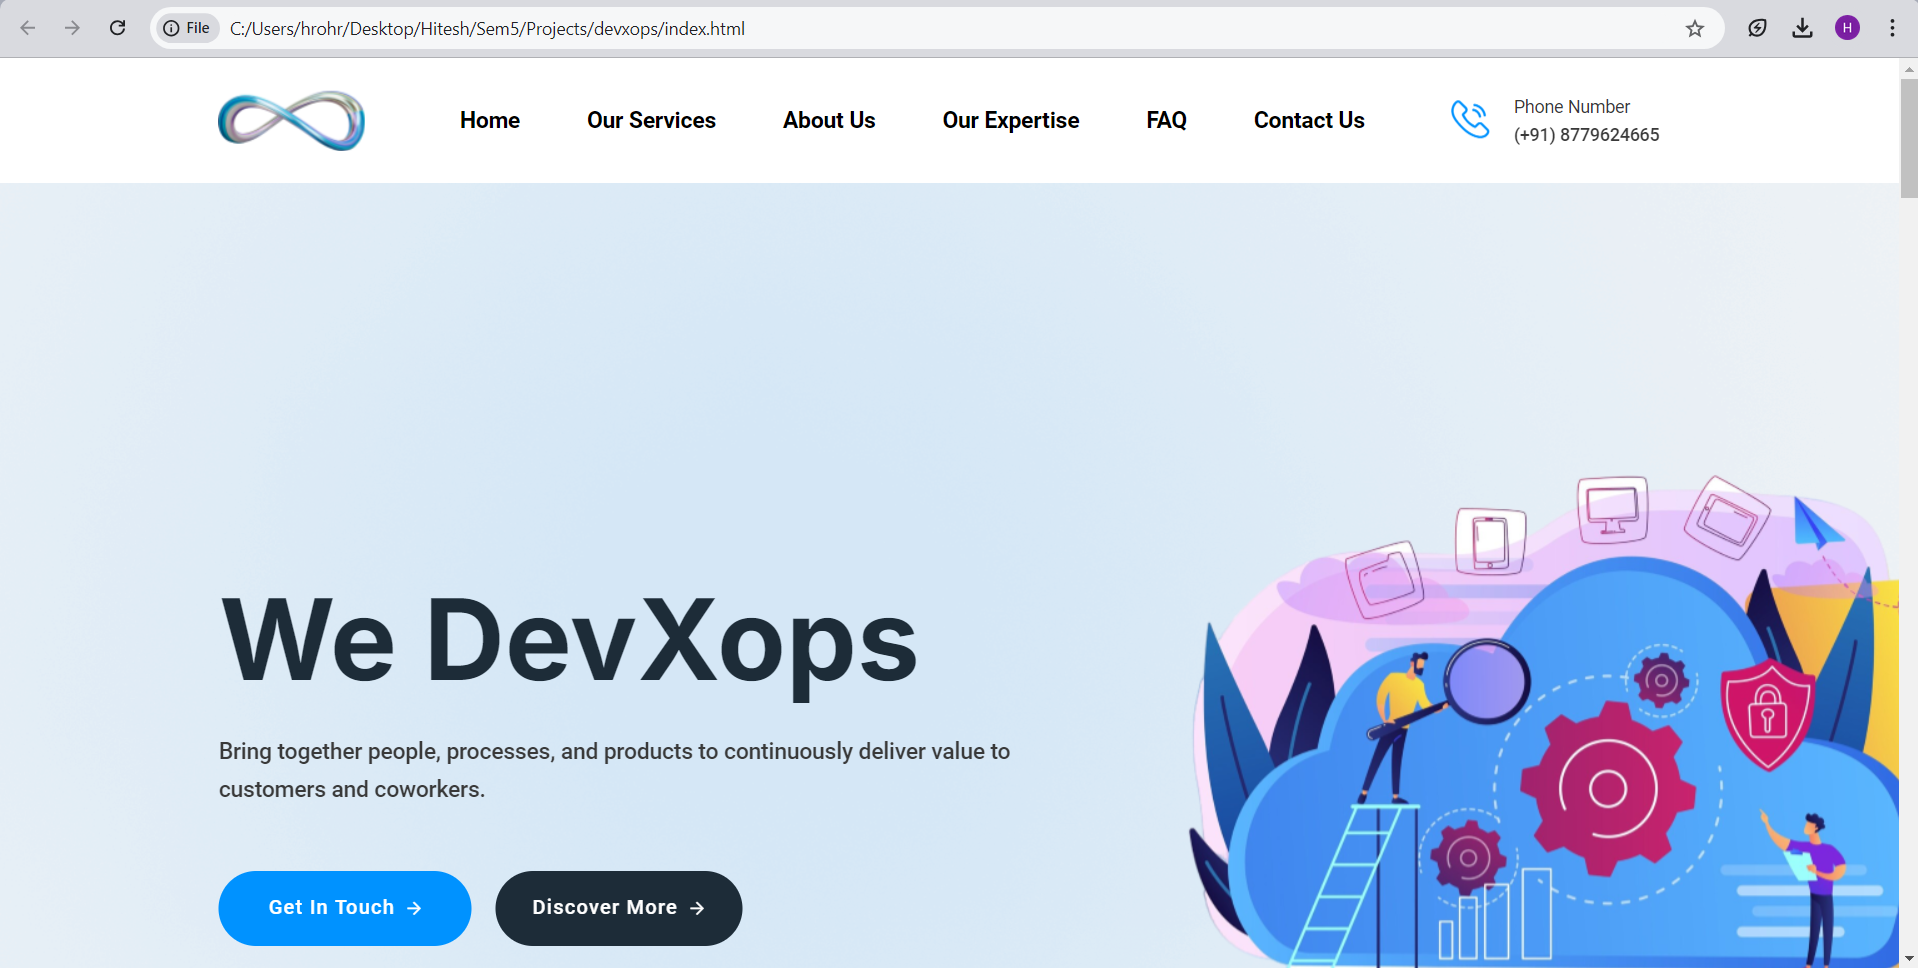 File C:/Users/hrohr/Desktop/Hitesh/Sem5/Projects/devxops/index.html
H
Home Our Services About Us Our Expertise FAQ Contact Us
Phone Number
(+91) 8779624665
We DevXops
Bring together people, processes, and products to continuously deliver value to
customers and coworkers.
Get In Touch → Discover More →